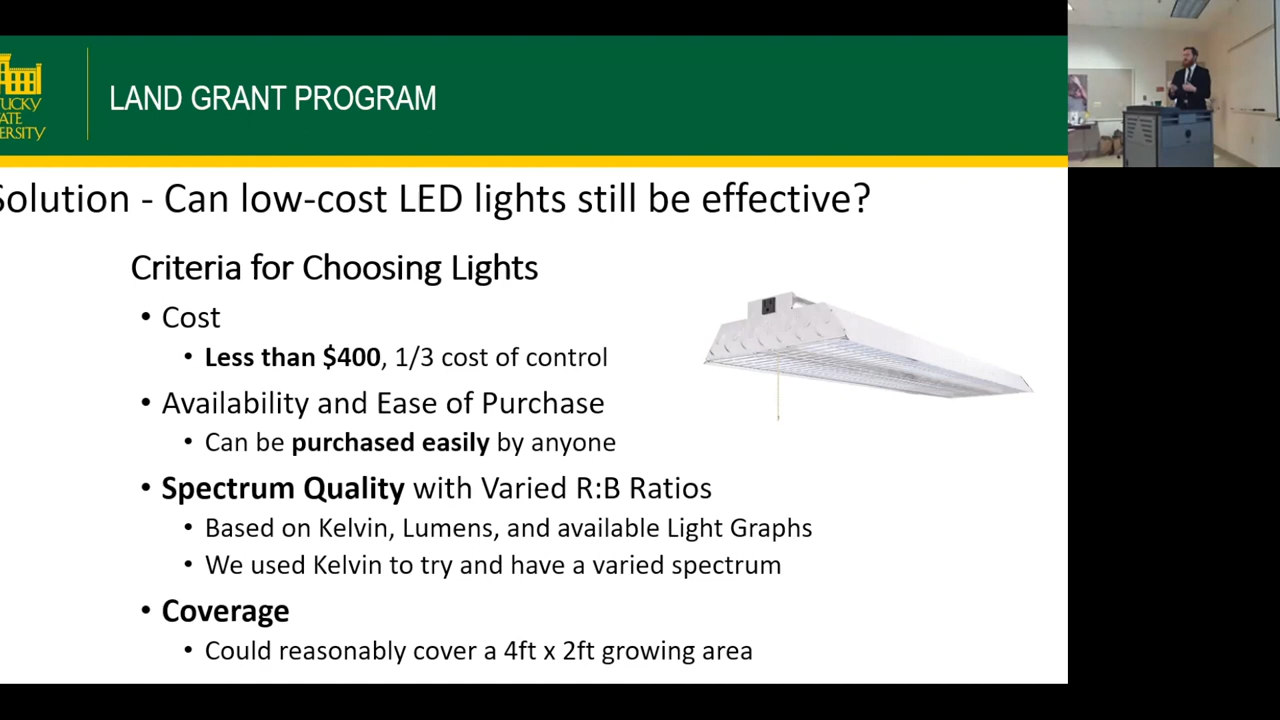 LAND GRANT PROGRAM
UCKY
ATE
ERSITY
Solution - Can low-cost LED lights still be effective?
Criteria for Choosing Lights
• Cost
• Less than $400, 1/3 cost of control
• Availability and Ease of Purchase
• Can be purchased easily by anyone
• Spectrum Quality with Varied R:B Ratios
• Based on Kelvin, Lumens, and available Light Graphs
• We used Kelvin to try and have a varied spectrum
• Coverage
• Could reasonably cover a 4ft x 2ft growing area